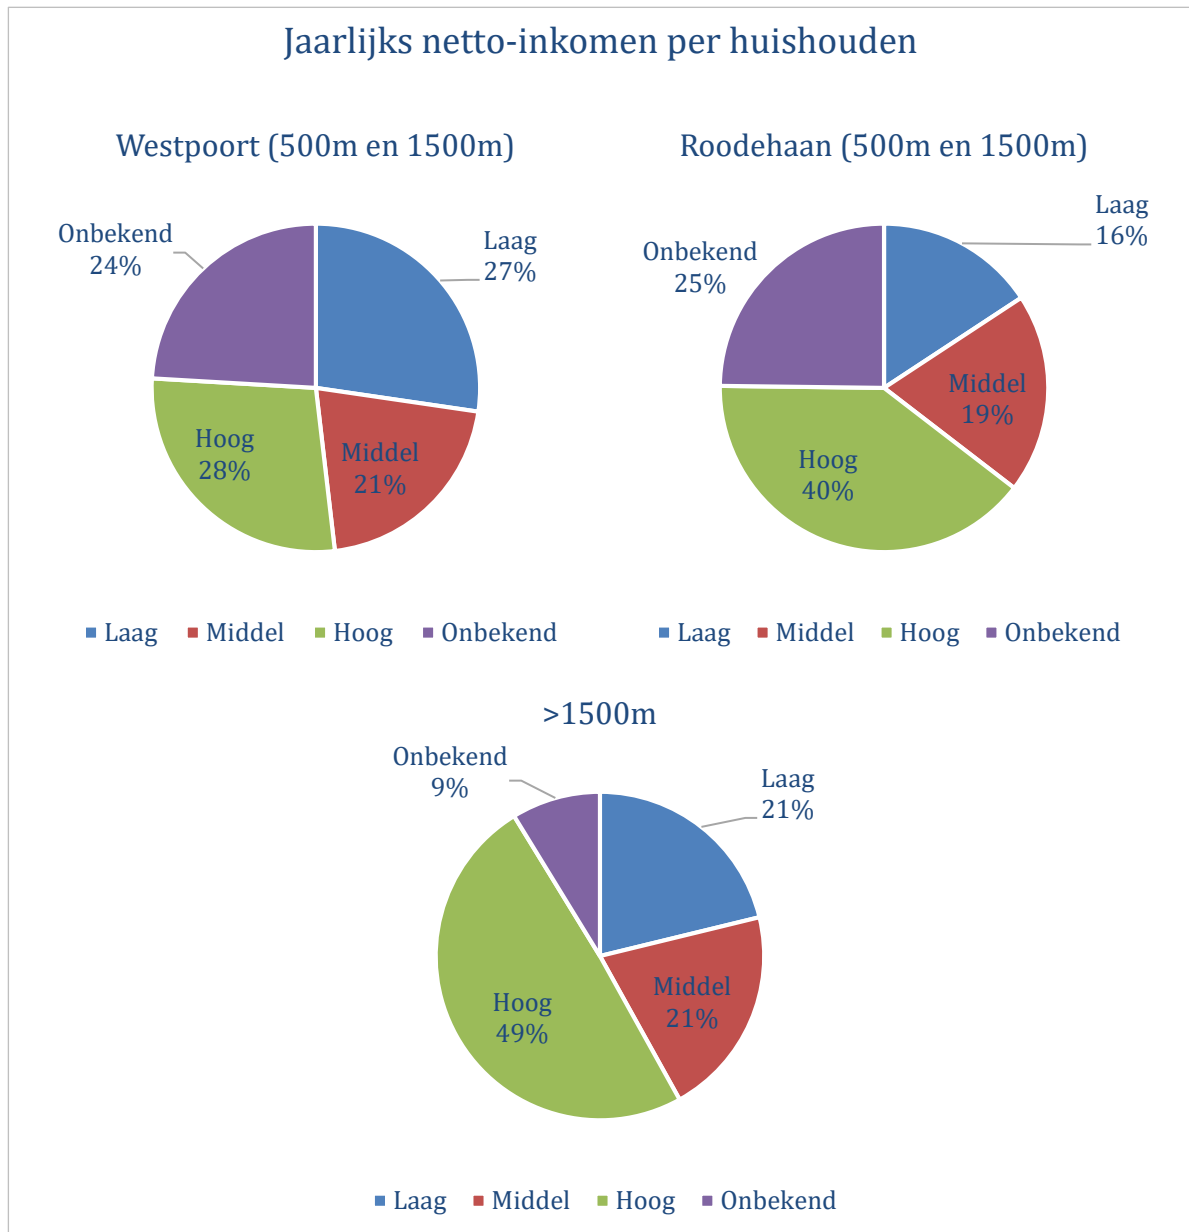 Jaarlijks netto-inkomen per huishouden
Westpoort (500m en 1500m)
Onbekend
24%
Laag
27%
Hoog
28%
Middel
21%
Laag Middel Hoog Onbekend
Roodehaan (500m en 1500m)
Laag
16%
Onbekend
25%
Middel
19%
Hoog
40%
Laag Middel Hoog Onbekend
>1500m
Onbekend
9%
Laag
21%
Hoog
49%
Middel
21%
Laag Middel Hoog Onbekend